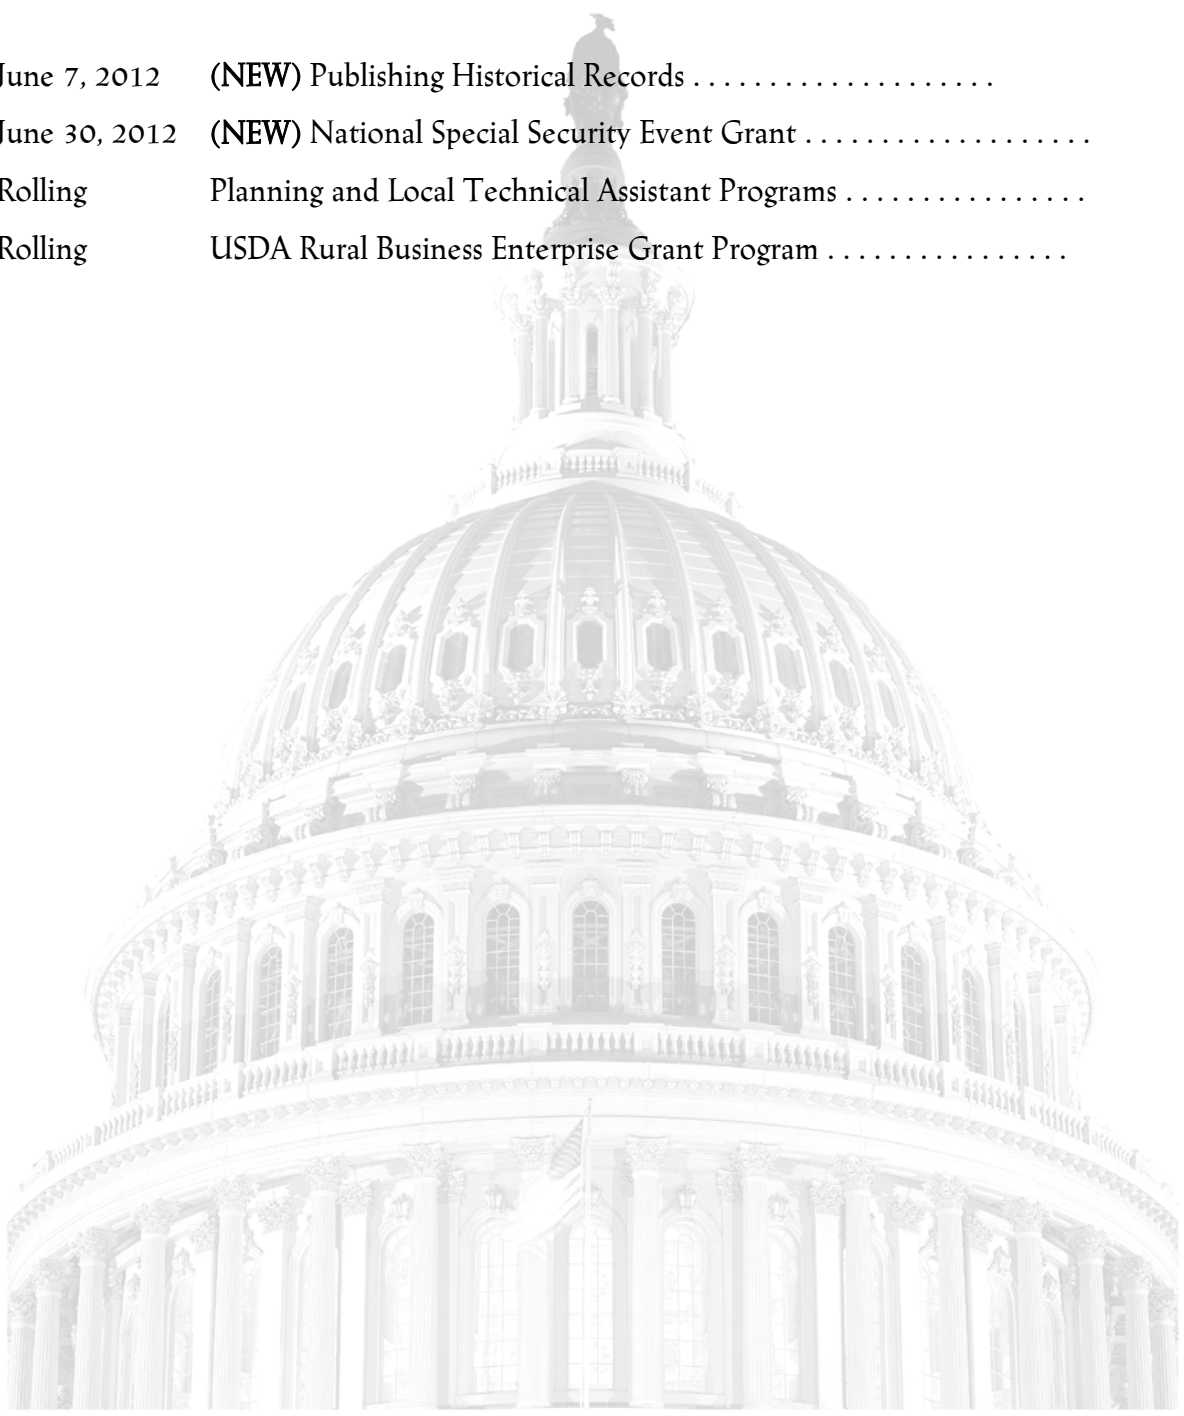 June 7, 2012 (NEW) Publishing Historical Records . . . . . . . . . . . . . . . . . . . .
June 30, 2012 (NEW) National Special Security Event Grant . . . . . . . . . . . . . . . . . . .
Rolling Planning and Local Technical Assistant Programs . . . . . . . . . . . . . . . .
Rolling USDA Rural Business Enterprise Grant Program . . . . . . . . . . . . . . . .